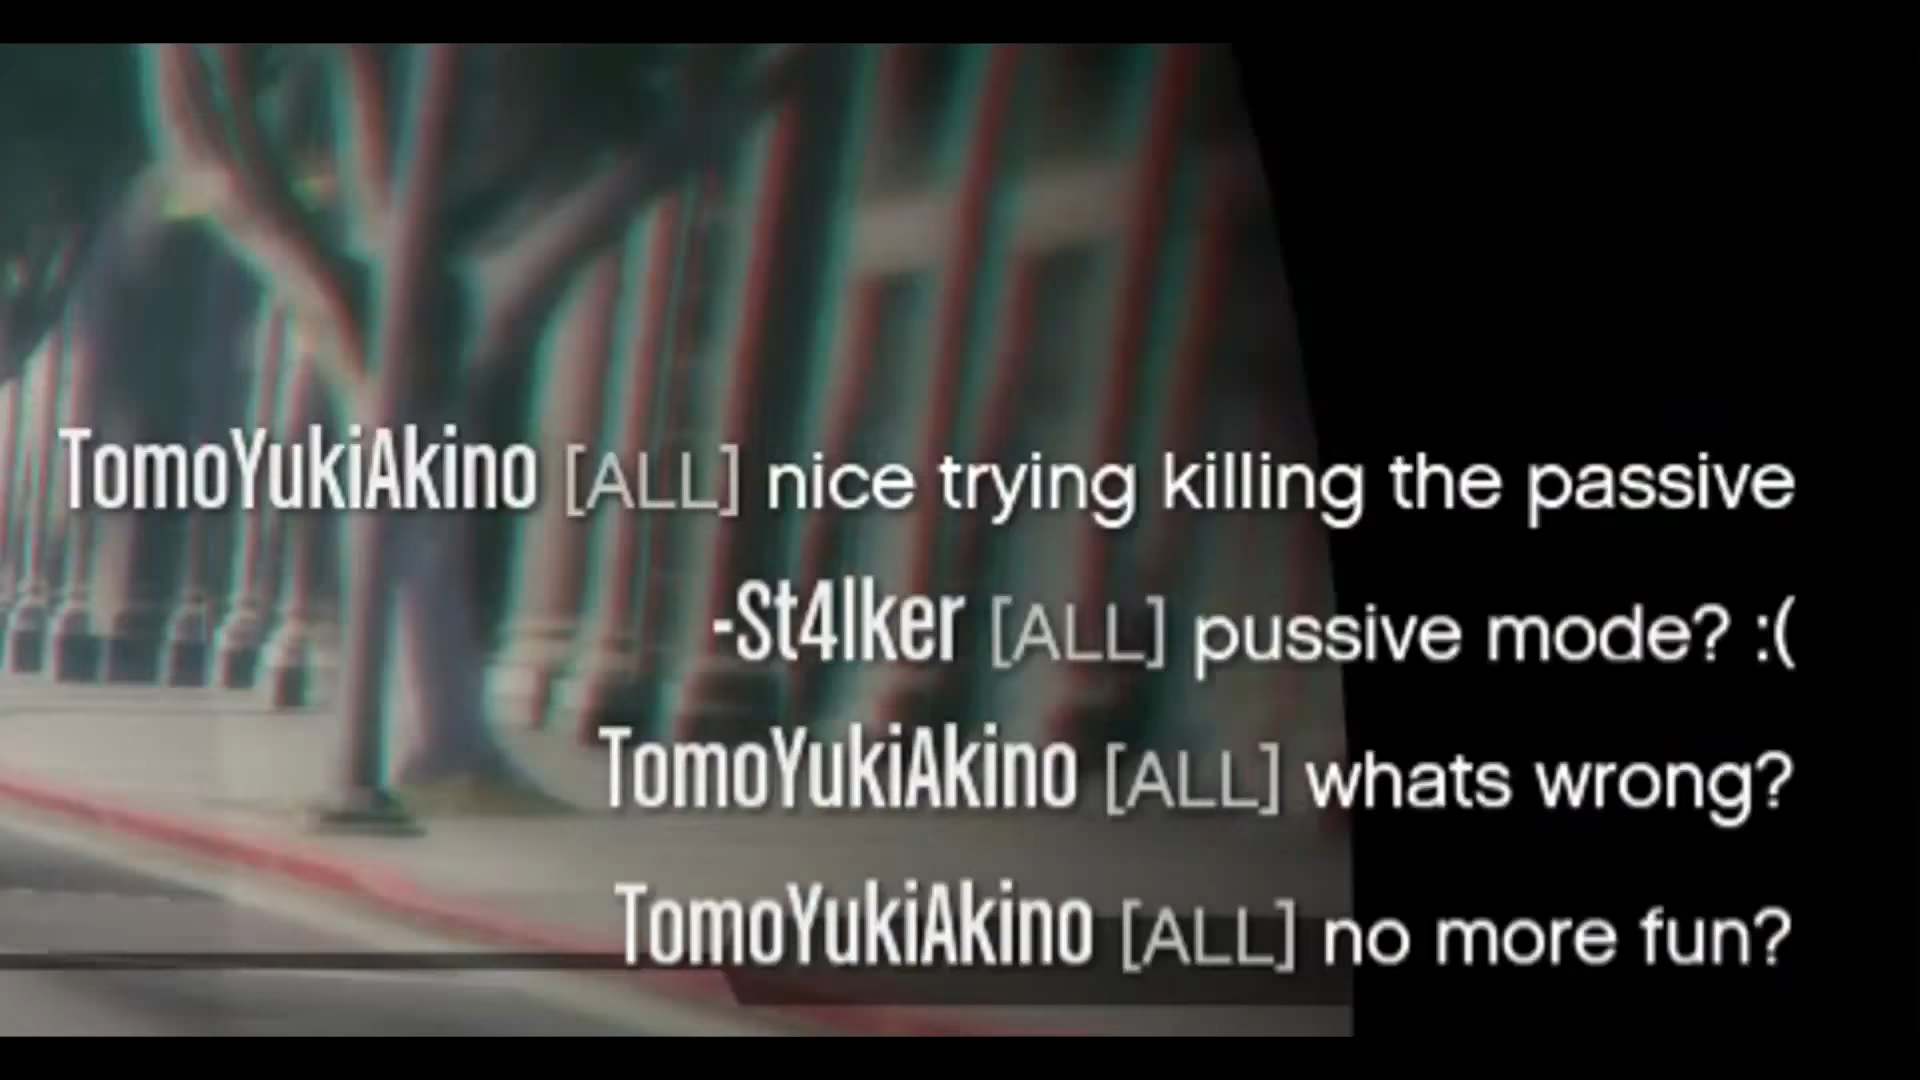 TomoYukiAkino [ALL] nice trying killing the passive
-St4lker [ALL] pussive mode? :(
TomoYukiAkino [ALL] whats wrong?
TomoYukiAkino [ALL] no more fun?